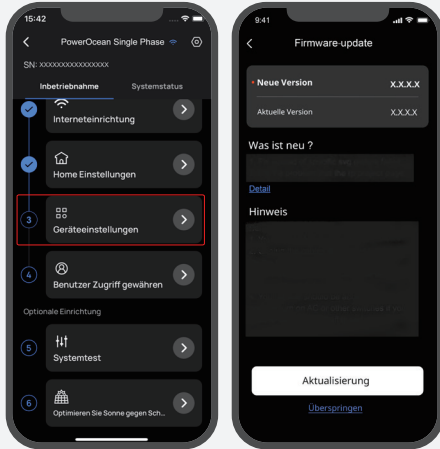 15:42
PowerOcean Single Phase
SN: xxxxxxxxxxxxxxxx
Inbetriebnahme
Systemstatus
Interneteinrichtung
Home Einstellungen
3
Geräteeinstellungen
4
Benutzer Zugriff gewähren
Optionale Einrichtung
5
Systemtest
6
Optimieren Sie Sonne gegen Sch...
9:41
Firmware-update
• Neue Version X.X.X.X
Aktuelle Version X.X.X.X
Was ist neu ?
Detail
Hinweis
Aktualisierung
Überspringen